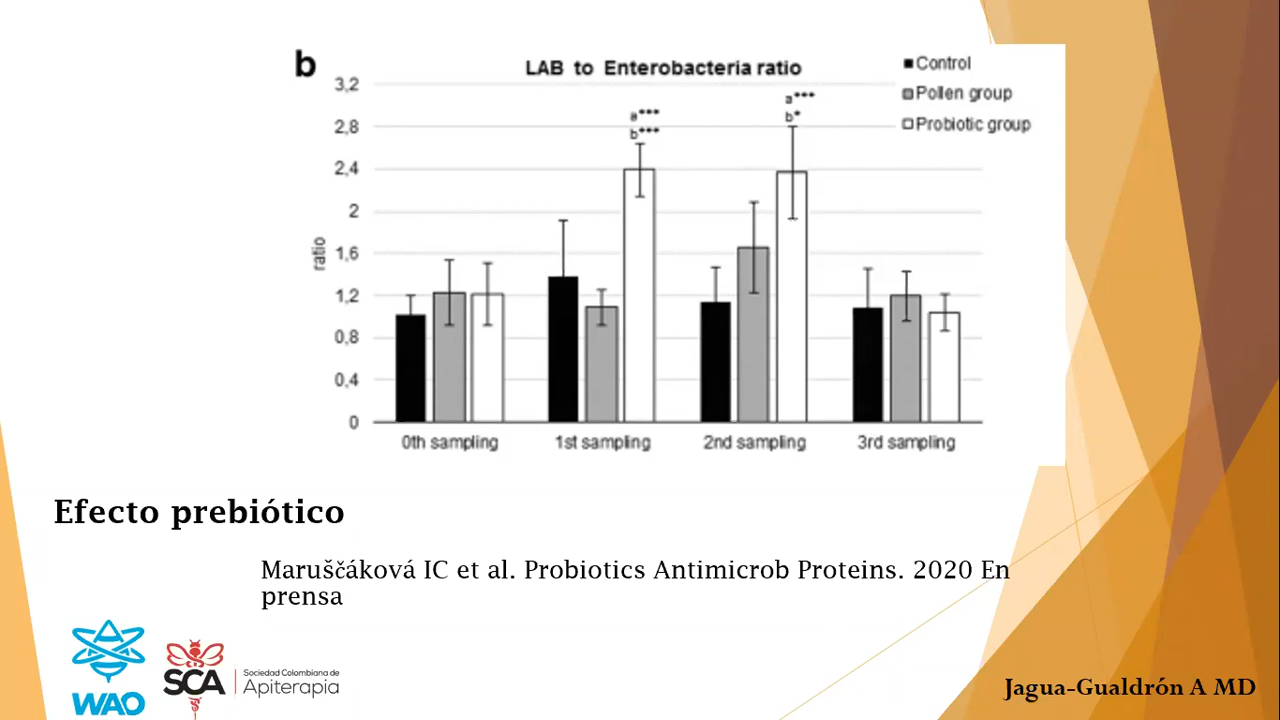 b
LAB to Enterobacteria ratio
Control
Pollen group
Probiotic group
3,2
2,8
2,4
2
1,6
1,2
0,8
0,4
0
ratio
a***
b***
a***
b*
0th sampling
1st sampling
2nd sampling
3rd sampling
Efecto prebiótico
Maruščáková IC et al. Probiotics Antimicrob Proteins. 2020 En
prensa
WAO
SCA
Sociedad Colombiana de
Apiterapia
Jagua-Gualdrón A MD